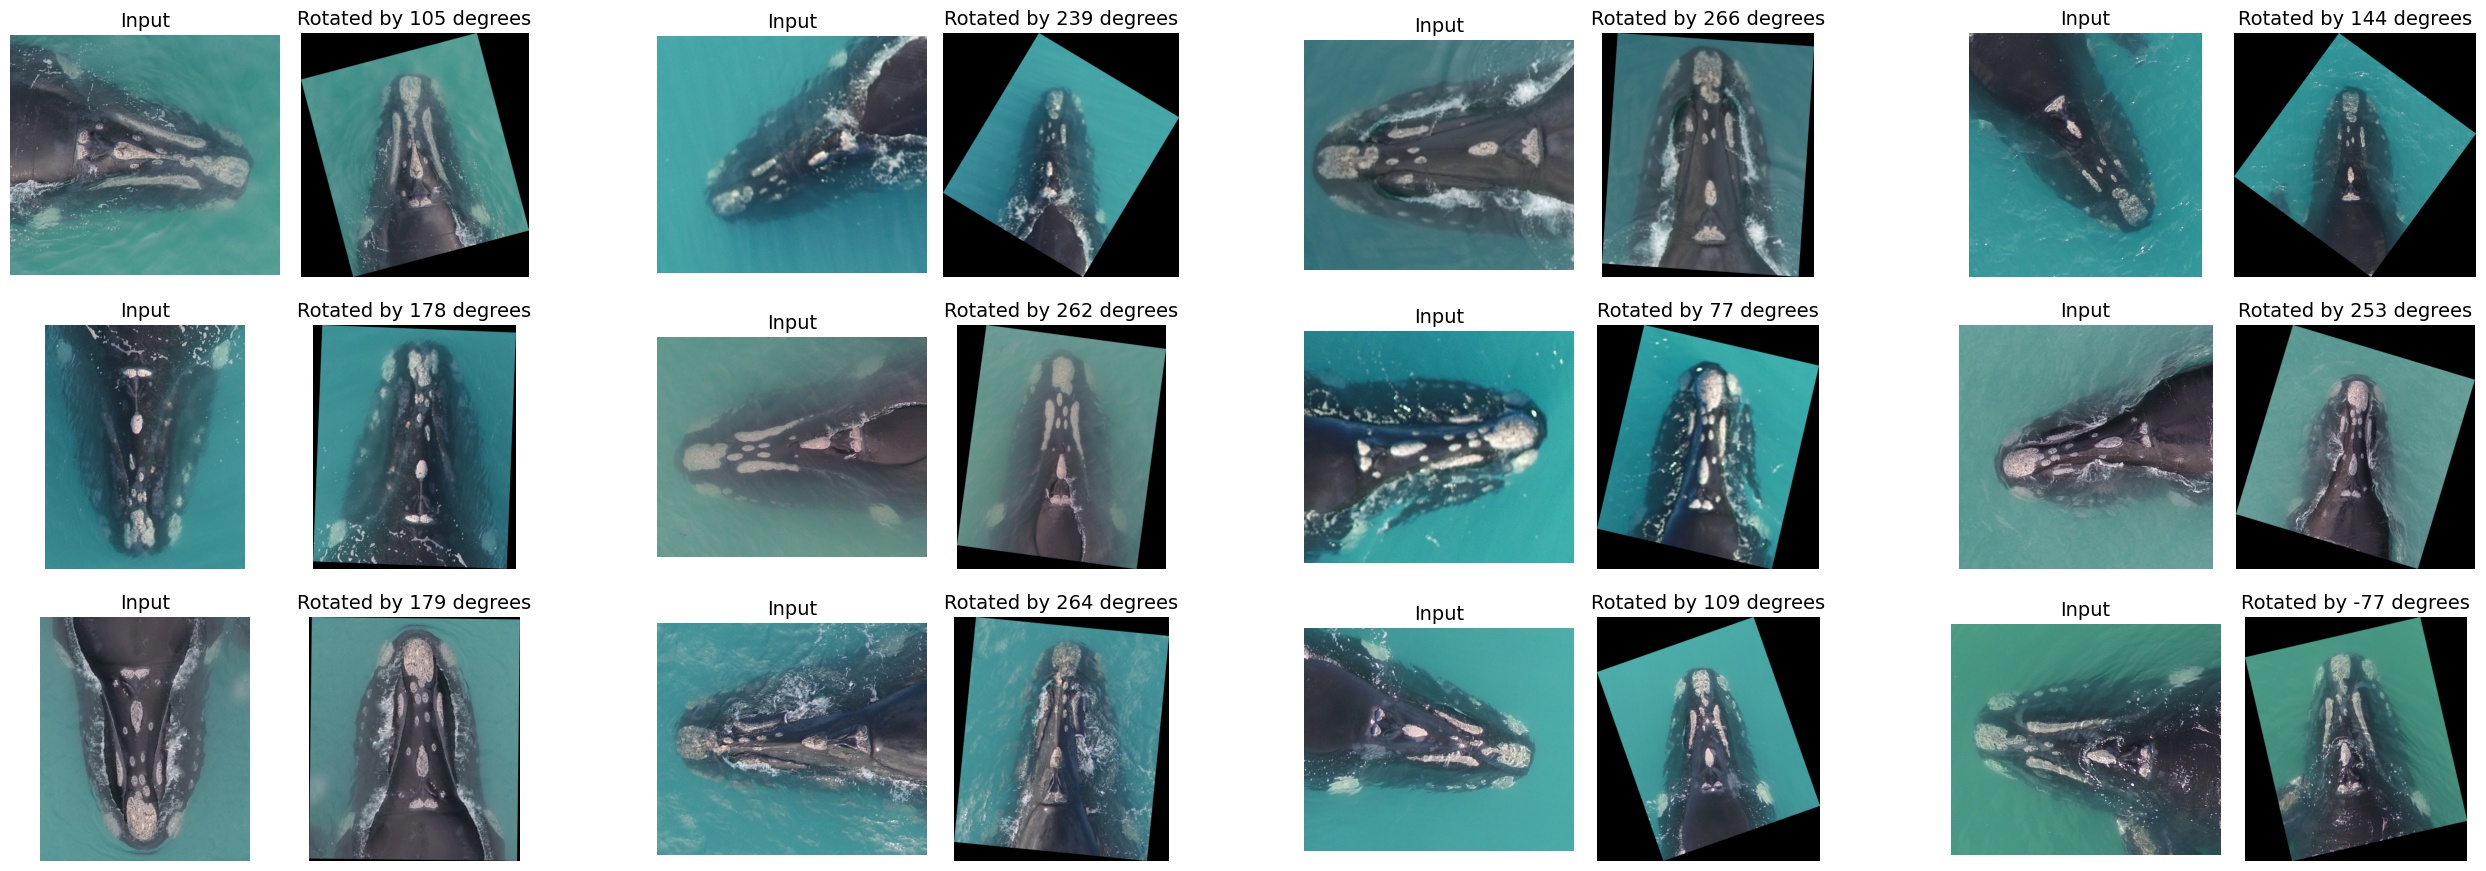 Input
Rotated by 105 degrees
Input
Rotated by 239 degrees
Input
Rotated by 266 degrees
Input
Rotated by 144 degrees
Input
Rotated by 178 degrees
Input
Rotated by 262 degrees
Input
Rotated by 77 degrees
Input
Rotated by 253 degrees
Input
Rotated by 179 degrees
Input
Rotated by 264 degrees
Input
Rotated by 109 degrees
Input
Rotated by -77 degrees